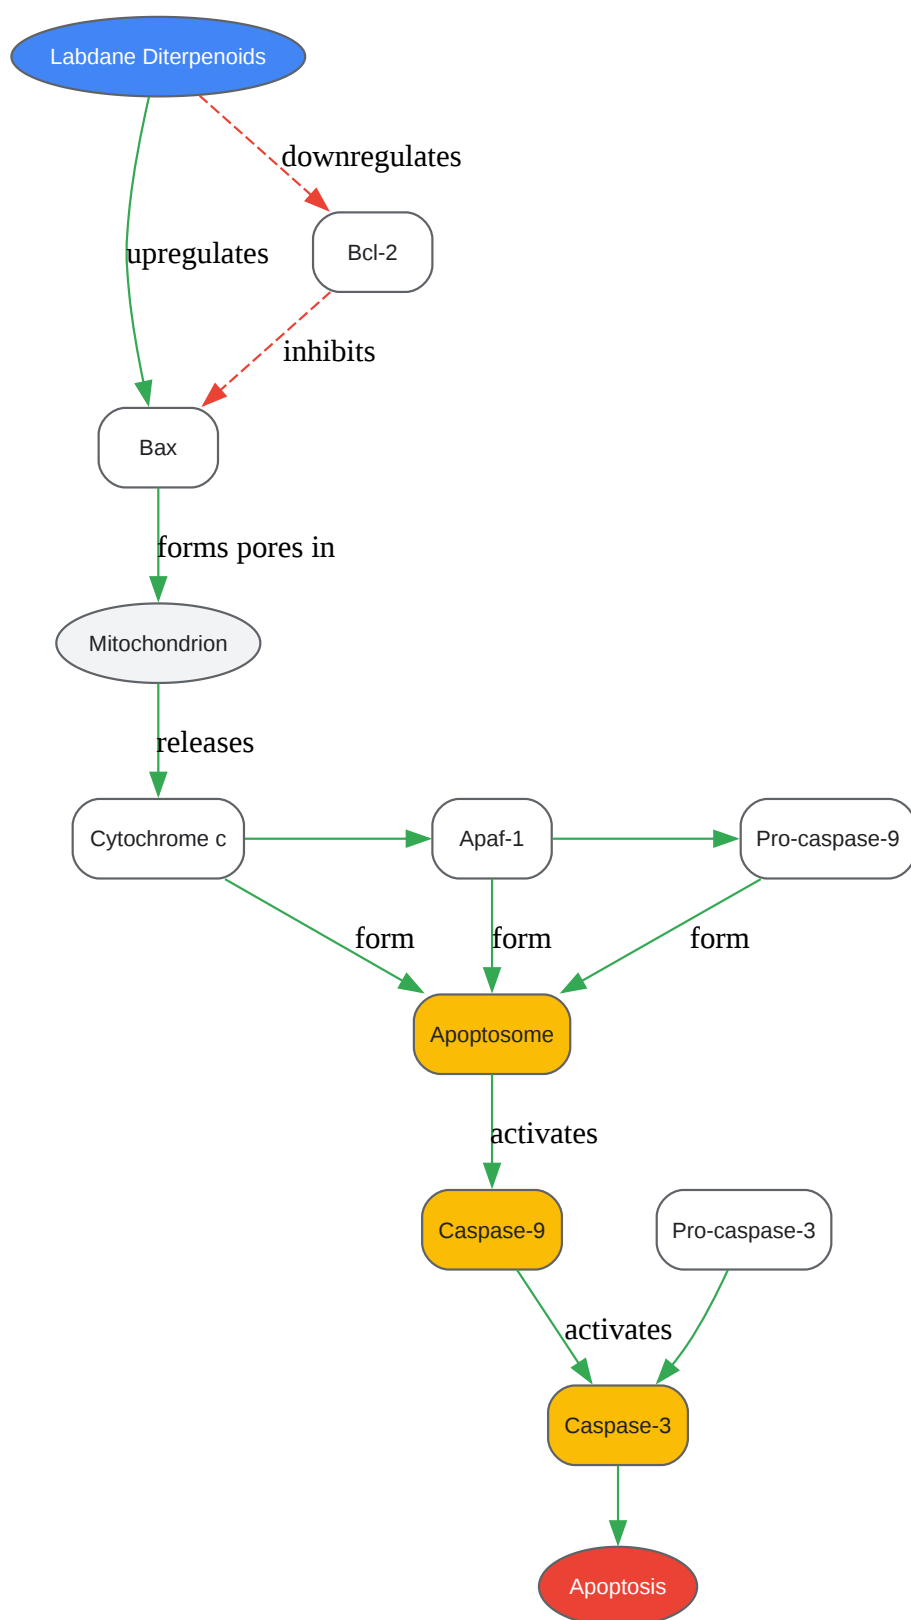 Labdane Diterpenoids
downregulates
upregulates
Bcl-2
inhibits
Bax
forms pores in
Mitochondrion
releases
Cytochrome c
Apaf-1
Pro-caspase-9
form
form
form
Apoptosome
activates
Caspase-9
Pro-caspase-3
activates
Caspase-3
Apoptosis